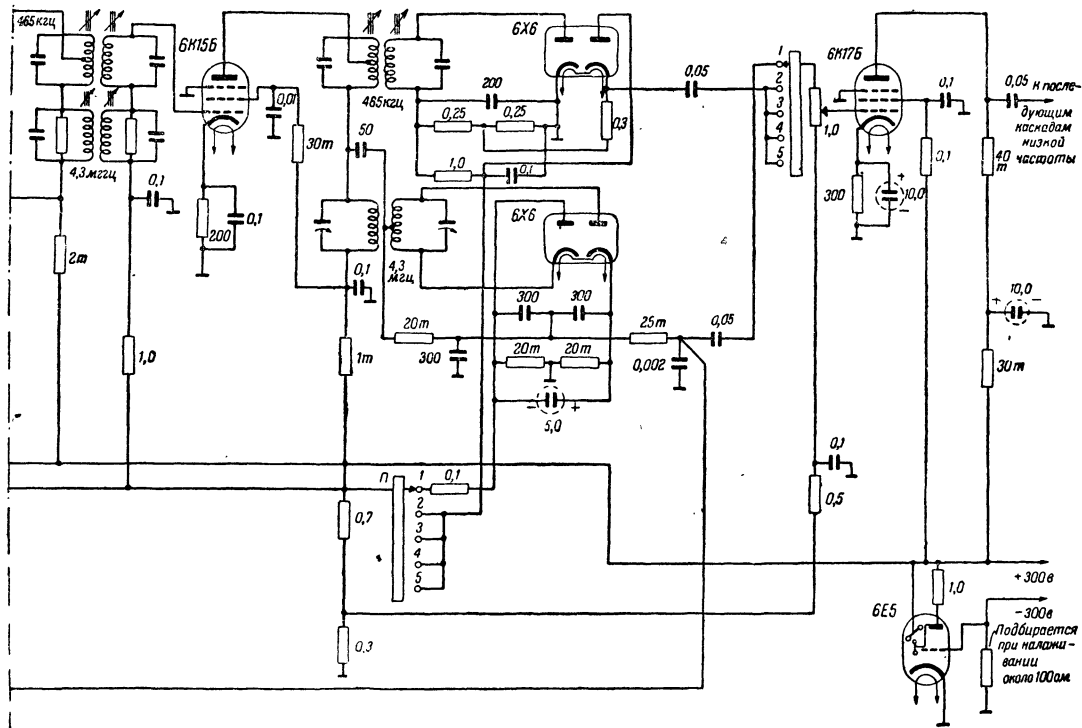 465кгц
6К15Б
0,01
30т
4,3 мггц
0,1
200
0,1
2т
1,0
465кгц
50
4,3
мггц
0,1
1т
6Х6
200
0,25
0,25
0,3
1,0
0,1
0,05
6Х6
300
300
20т
300
20т
20т
25т
0,05
0,002
5,0
– +
1
2
3
4
5
6К17Б
1,0
300
+
10,0
–
0,1
0,1
0,05
к после-
дующим
каскадам
низкой
частоты
40
т
+ 10,0 –
30т
0,1
0,5
П
1
2
3
4
5
0,1
0,7
0,3
6Е5
1,0
+300в
–300в
Подбирается
при налажи-
вании
около 100ом.